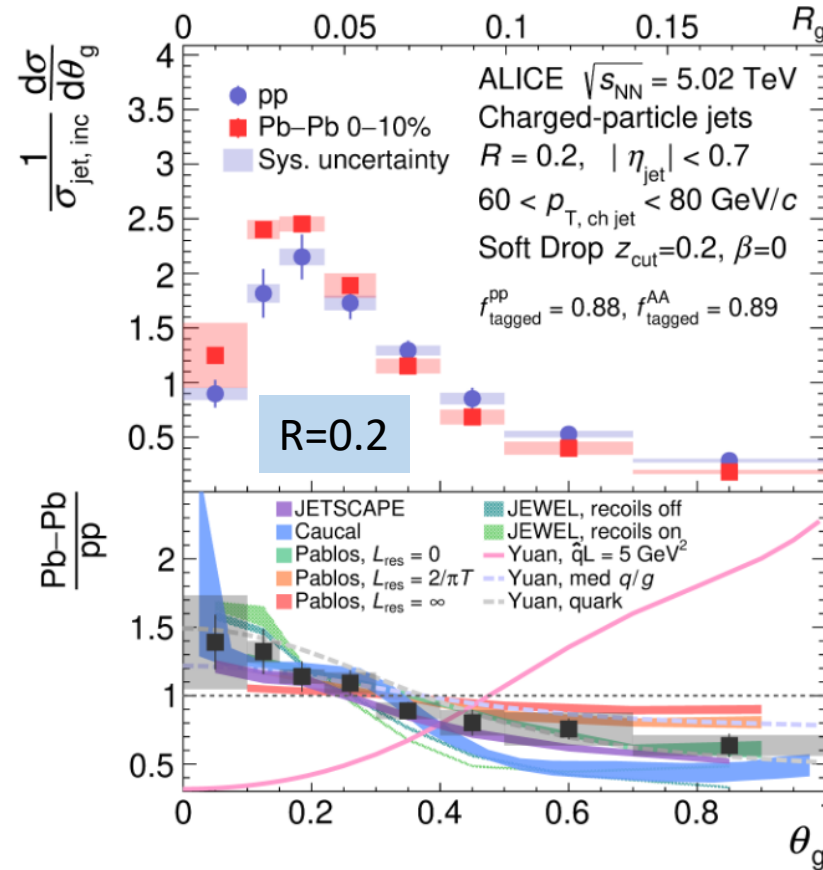 0 0.05 0.1 0.15 R_g
1/σ_jet, inc dσ/dθ_g
4
3.5
3
2.5
2
1.5
1
0.5
pp
Pb−Pb 0−10%
Sys. uncertainty
ALICE √s_NN = 5.02 TeV
Charged-particle jets
R = 0.2, | η_jet | < 0.7
60 < p_T, ch jet < 80 GeV/c
Soft Drop z_cut=0.2, β=0
f^pp_tagged = 0.88, f^AA_tagged = 0.89
R=0.2
Pb−Pb/pp
2
1.5
1
0.5
JETSCAPE
Caucal
Pablos, L_res = 0
Pablos, L_res = 2/πT
Pablos, L_res = ∞
JEWEL, recoils off
JEWEL, recoils on
Yuan, q̂L = 5 GeV²
Yuan, med q/g
Yuan, quark
0 0.2 0.4 0.6 0.8
θ_g